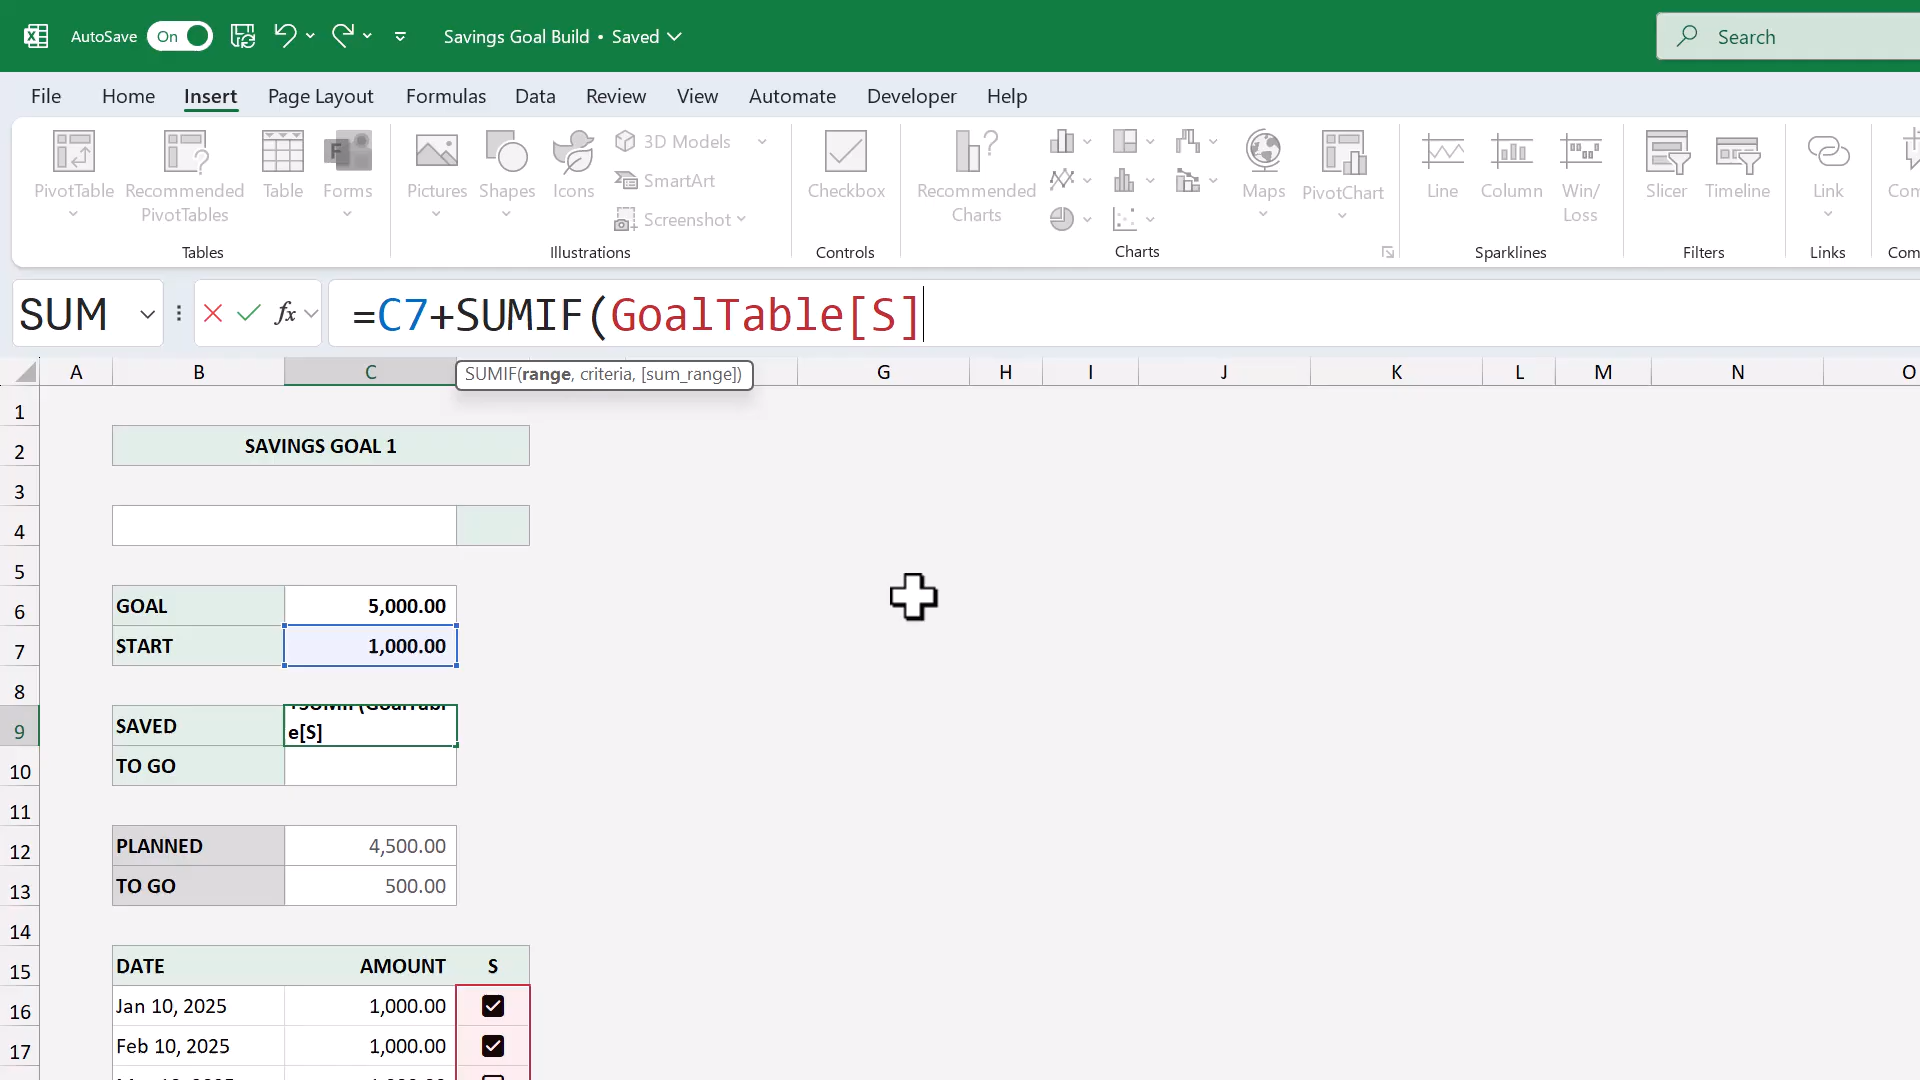 AutoSave On Savings Goal Build • Saved Search
File Home Insert Page Layout Formulas Data Review View Automate Developer Help
PivotTable Recommended PivotTables Table Forms
Tables
Pictures Shapes Icons 3D Models SmartArt Screenshot
Illustrations
Checkbox
Controls
Recommended Charts Maps PivotChart
Charts
Line Column Win/ Loss
Sparklines
Slicer Timeline
Filters
Link
Links
Com
SUM fx =C7+SUMIF(GoalTable[S]
SUMIF(range, criteria, [sum_range])
A B C G H I J K L M N O
1
2 SAVINGS GOAL 1
3
4
5
6 GOAL 5,000.00
7 START 1,000.00
8
9 SAVED e[S]
10 TO GO
11
12 PLANNED 4,500.00
13 TO GO 500.00
14
15 DATE AMOUNT S
16 Jan 10, 2025 1,000.00
17 Feb 10, 2025 1,000.00